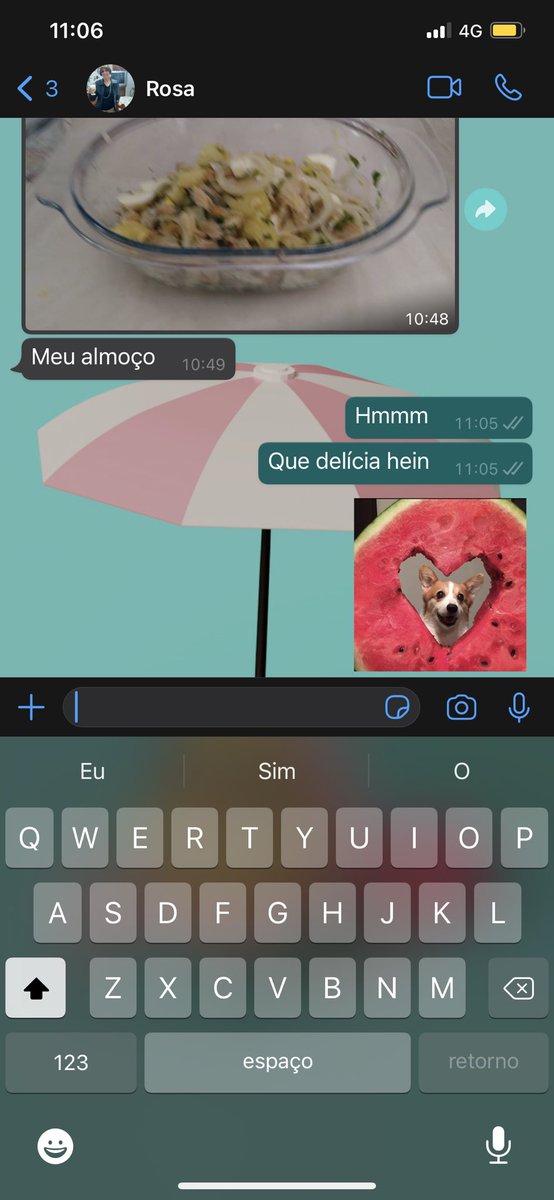 11:06
4G
3
Rosa
10:48
Meu almoço 10:49
Hmmm 11:05
Que delícia hein 11:05
Eu Sim O
Q W E R T Y U I O P
A S D F G H J K L
Z X C V B N M
123 espaço retorno